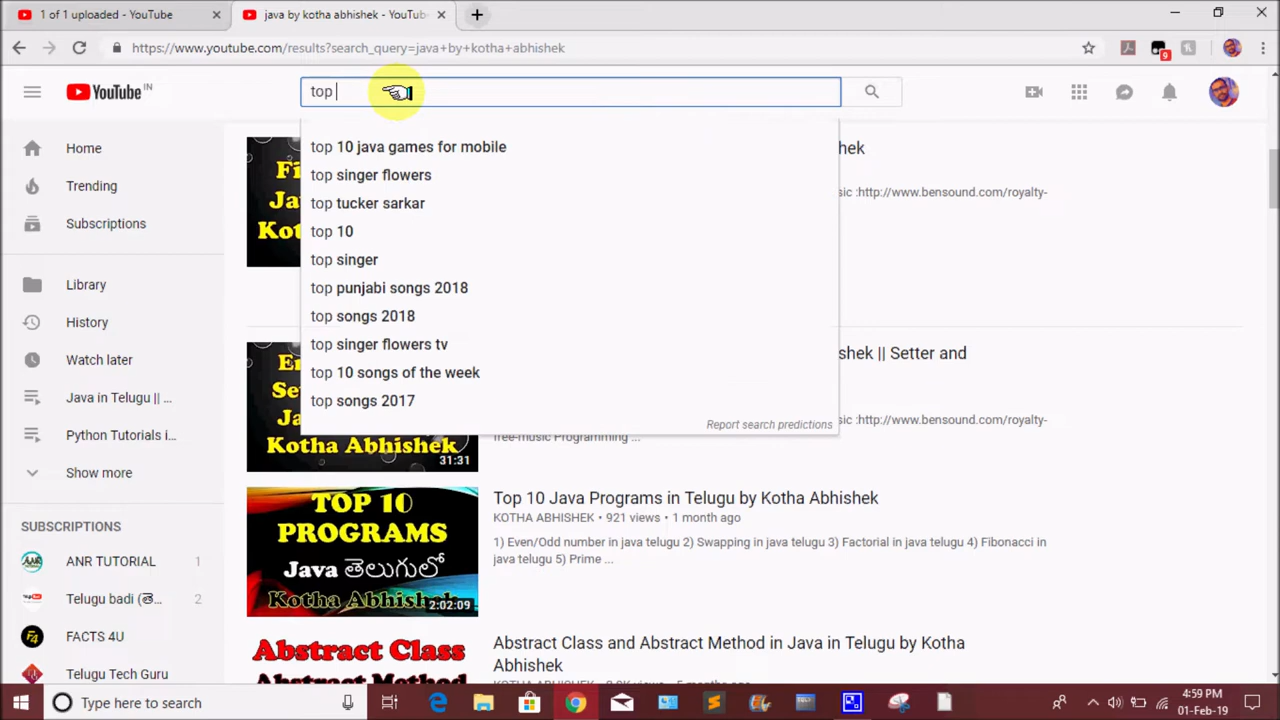 1 of 1 uploaded - YouTube
java by kotha abhishek - YouTub
https://www.youtube.com/results?search_query=java+by+kotha+abhishek
9
YouTube IN
top
top 10 java games for mobile
top singer flowers
top tucker sarkar
top 10
top singer
top punjabi songs 2018
top songs 2018
top singer flowers tv
top 10 songs of the week
top songs 2017
Report search predictions
Home
Trending
Subscriptions
Library
History
Watch later
Java in Telugu || ...
Python Tutorials i...
Show more
SUBSCRIPTIONS
ANR TUTORIAL 1
Telugu badi (తె... 2
FACTS 4U
Telugu Tech Guru
hek
sic :http://www.bensound.com/royalty-
shek || Setter and
sic :http://www.bensound.com/royalty-
free-music Programming ...
Kotha Abhishek
31:31
TOP 10
PROGRAMS
Java తెలుగులో
Kotha Abhishek
2:02:09
Top 10 Java Programs in Telugu by Kotha Abhishek
KOTHA ABHISHEK • 921 views • 1 month ago
1) Even/Odd number in java telugu 2) Swapping in java telugu 3) Factorial in java telugu 4) Fibonacci in
java telugu 5) Prime ...
Abstract Class
Abstract Method
Abstract Class and Abstract Method in Java in Telugu by Kotha
Abhishek
Type here to search
4:59 PM
01-Feb-19